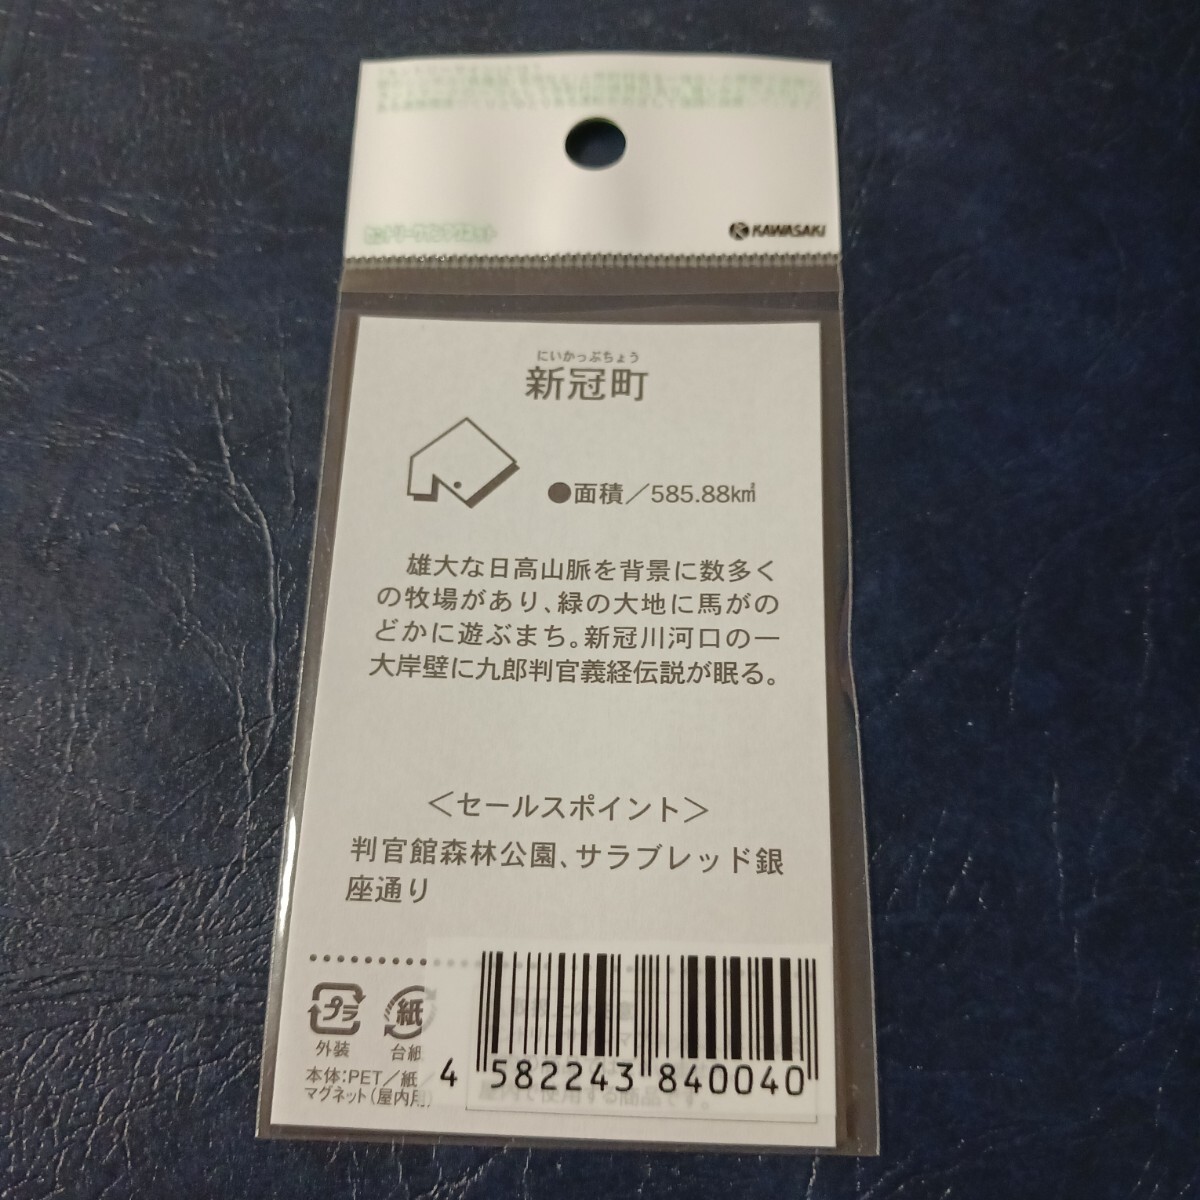 KAWASAKI
にいかっぷちょう
新冠町
●面積／585.88km²
雄大な日高山脈を背景に数多く
の牧場があり、緑の大地に馬がの
どかに遊ぶまち。新冠川河口の一
大岸壁に九郎判官義経伝説が眠る。
＜セールスポイント＞
判官館森林公園、サラブレッド銀
座通り
プラ
紙
外装
台紙
本体：PET／紙／
マグネット（屋内用）
4 582243 840040